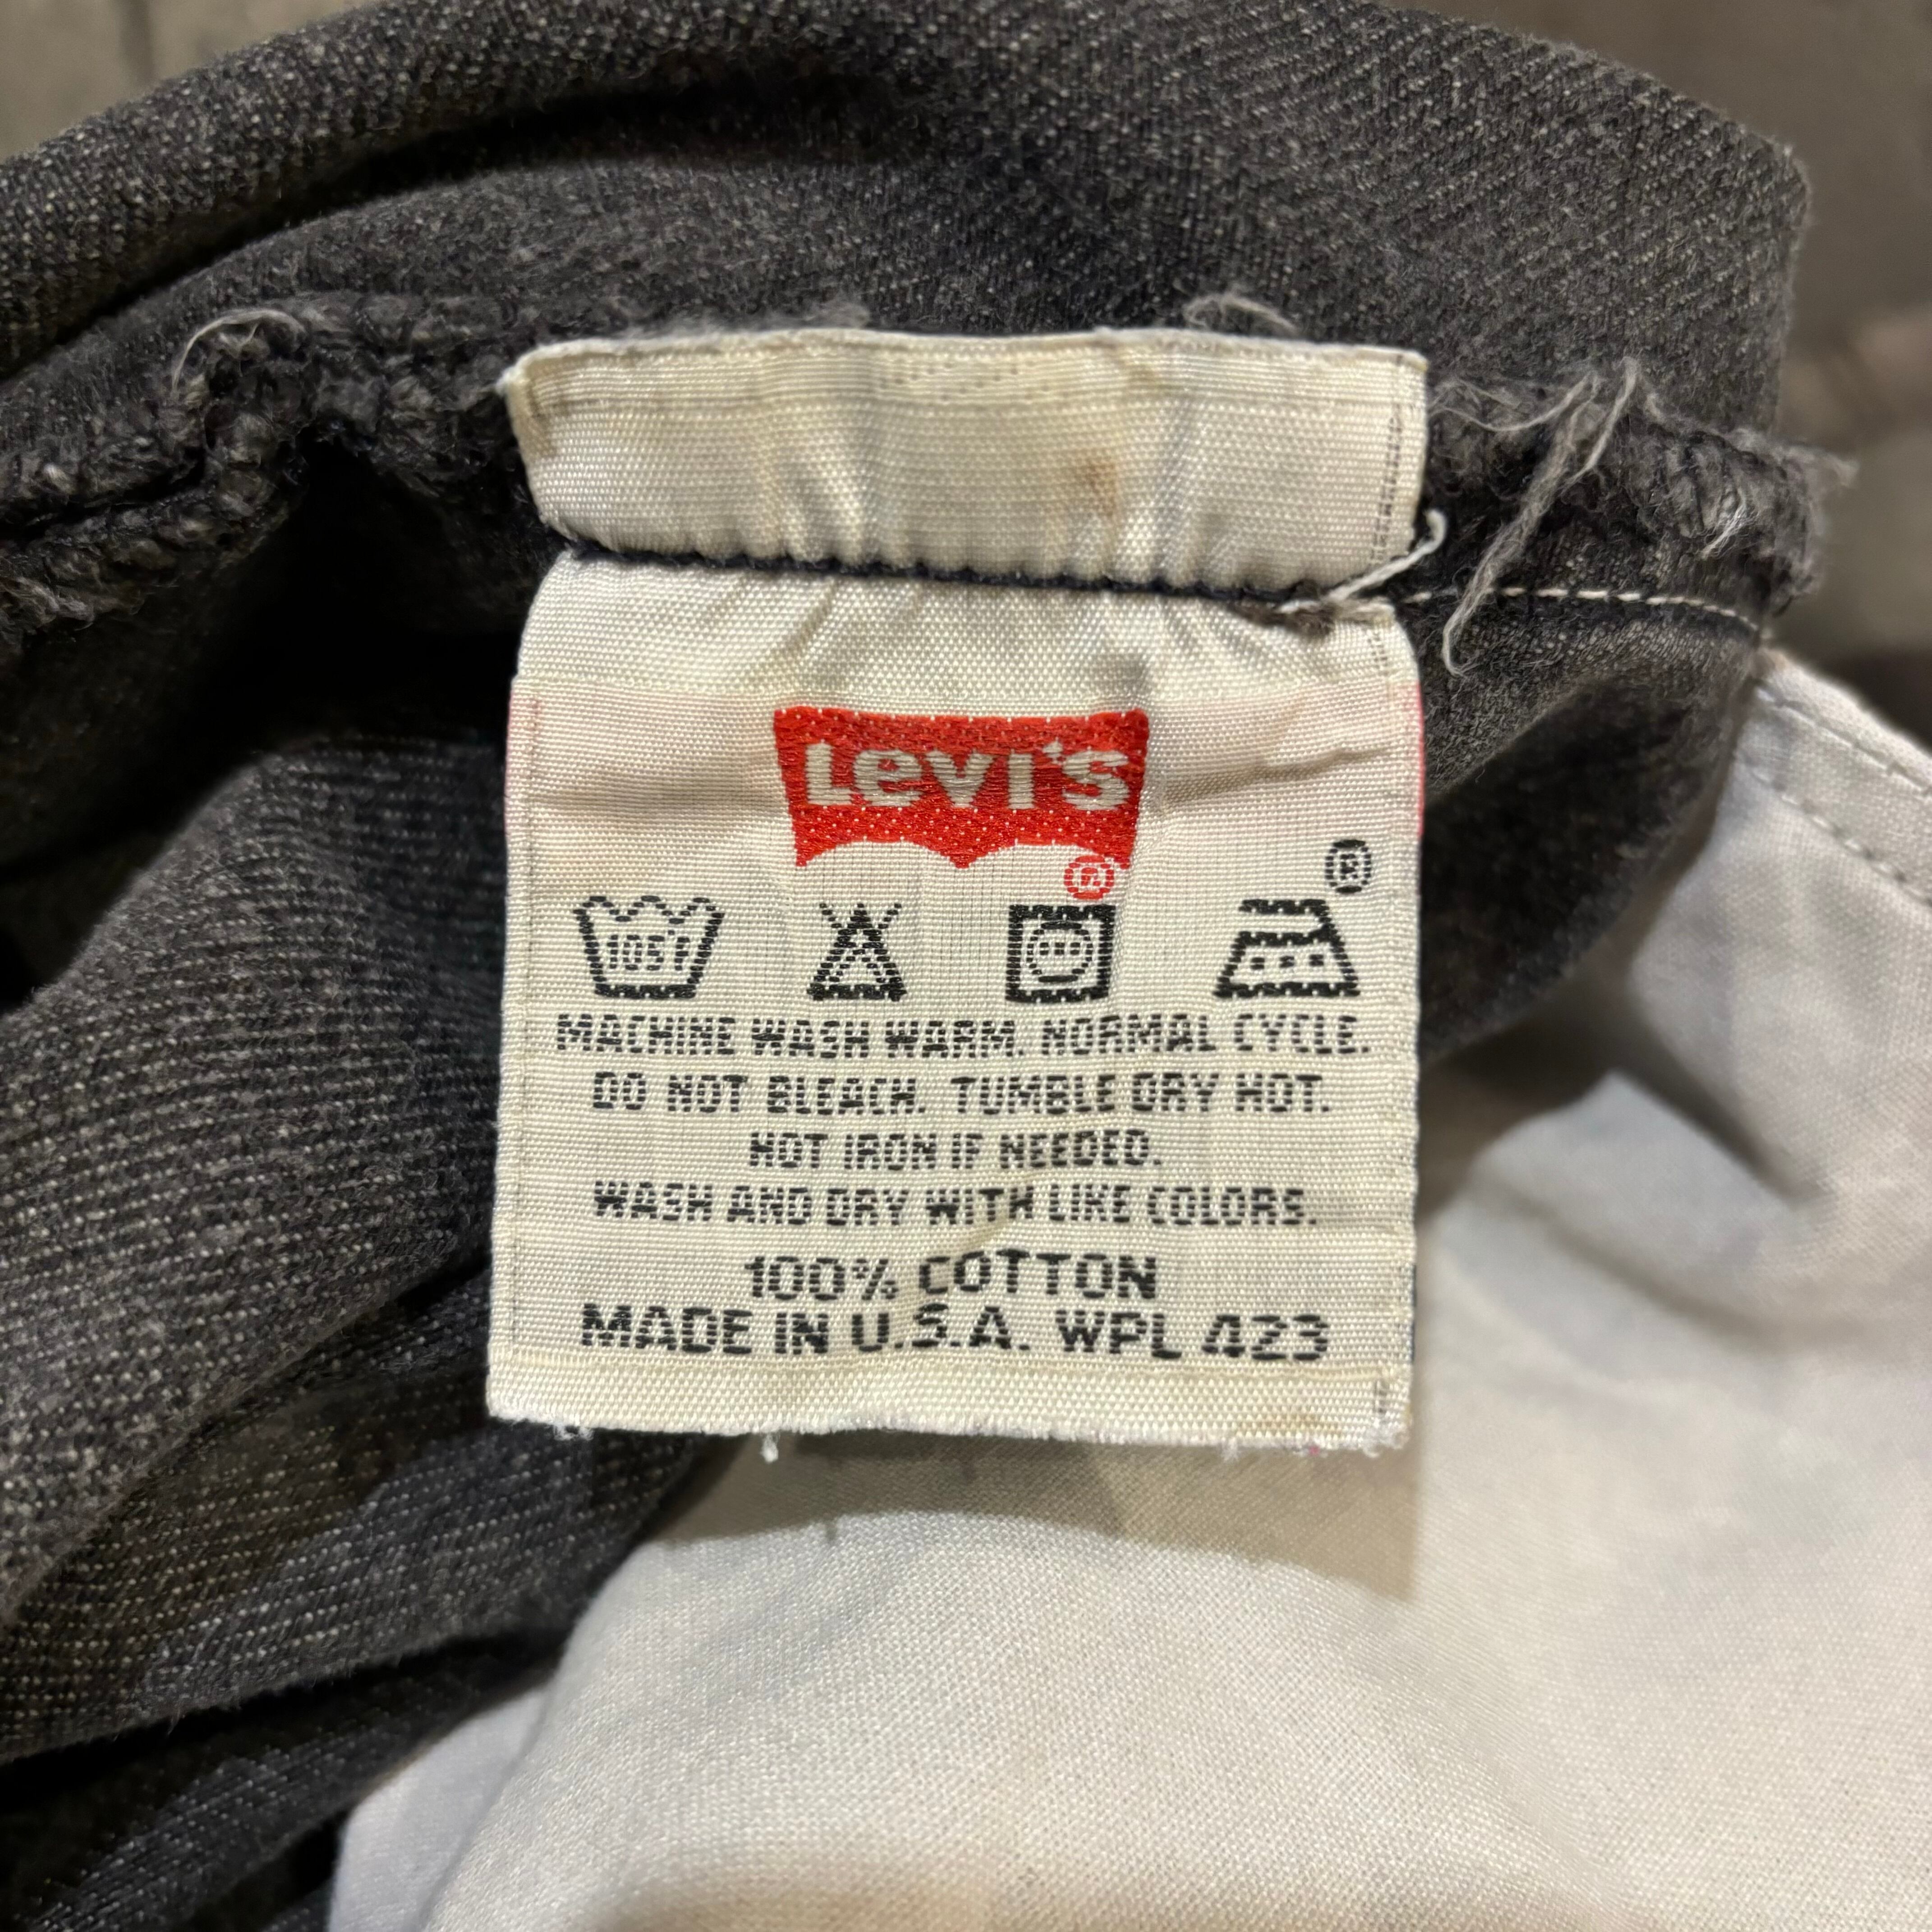 Levi's
®
®
105°F
MACHINE WASH WARM. NORMAL CYCLE.
DO NOT BLEACH. TUMBLE DRY HOT.
HOT IRON IF NEEDED.
WASH AND DRY WITH LIKE COLORS.
100% COTTON
MADE IN U.S.A. WPL 423